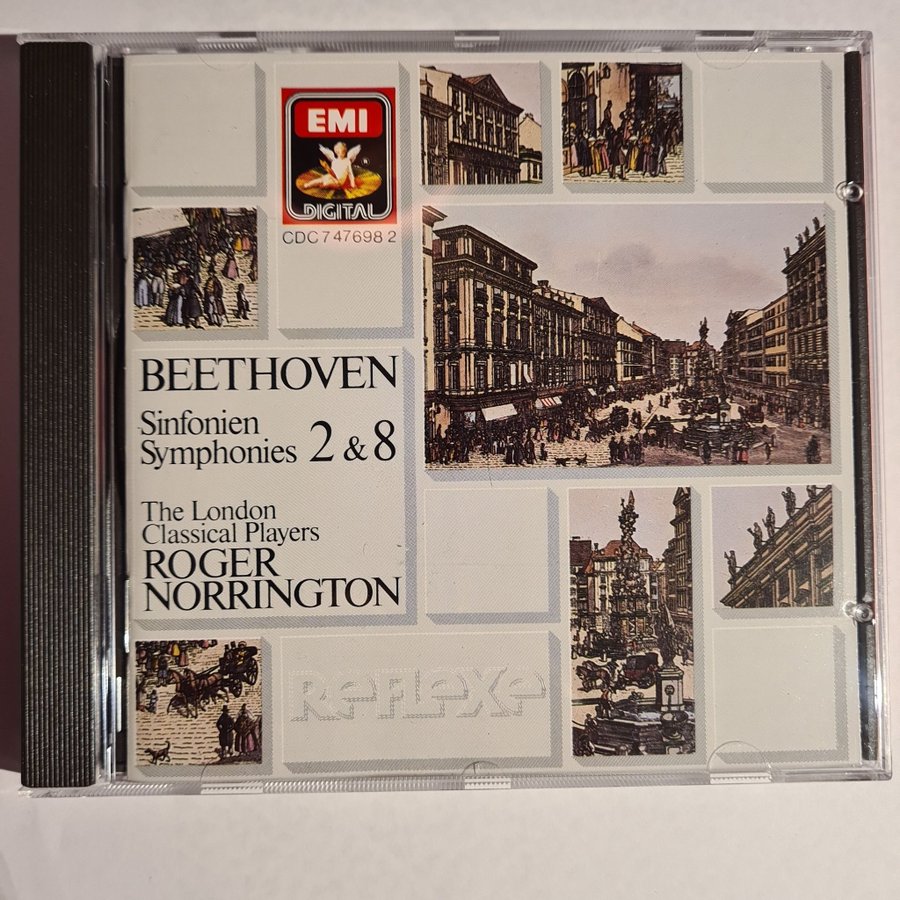 EMI
DIGITAL
CDC 7 47698 2
BEETHOVEN
Sinfonien
Symphonies 2 & 8
The London
Classical Players
ROGER
NORRINGTON
ReFLeXe